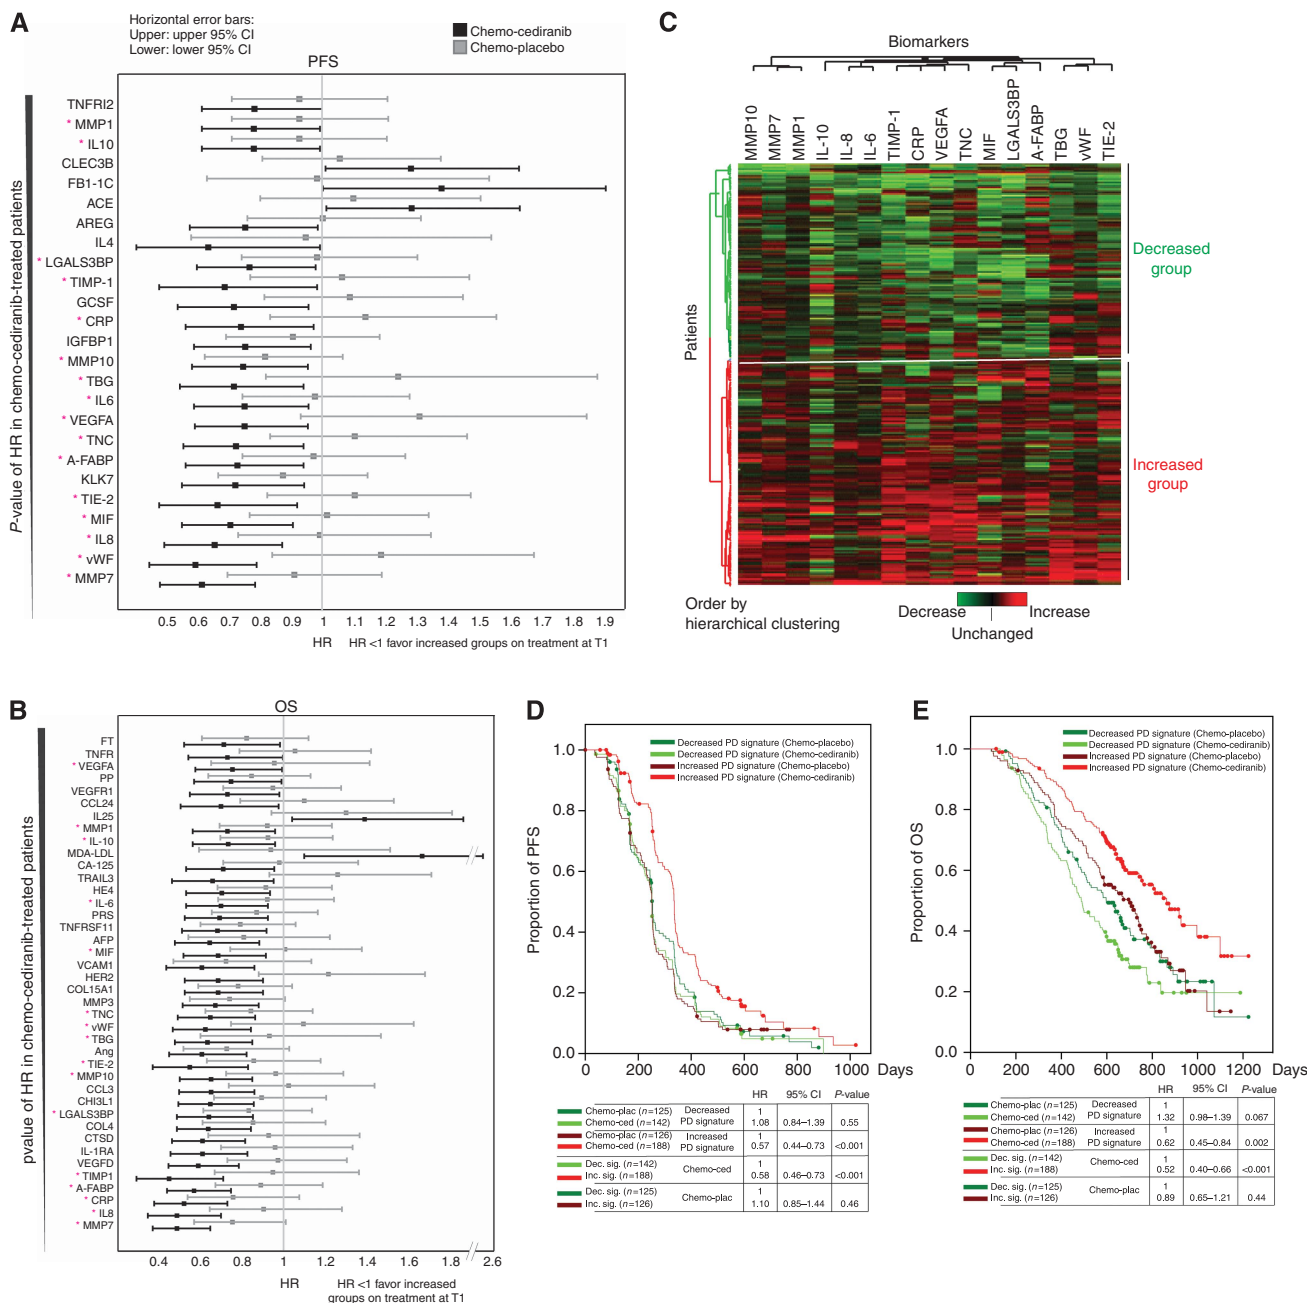 A
Horizontal error bars:
Upper: upper 95% CI
Lower: lower 95% CI
Chemo-cediranib
Chemo-placebo
PFS
P-value of HR in chemo-cediranib-treated patients
TNFRI2
* MMP1
* IL10
CLEC3B
FB1-1C
ACE
AREG
IL4
* LGALS3BP
* TIMP-1
GCSF
* CRP
IGFBP1
* MMP10
* TBG
* IL6
* VEGFA
* TNC
* A-FABP
KLK7
* TIE-2
* MIF
* IL8
* vWF
* MMP7
0.5 0.6 0.7 0.8 0.9 1 1.1 1.2 1.3 1.4 1.5 1.6 1.7 1.8 1.9
HR HR <1 favor increased groups on treatment at T1
C
Biomarkers
MMP10
MMP7
MMP1
IL-10
IL-8
IL-6
TIMP-1
CRP
VEGFA
TNC
MIF
LGALS3BP
A-FABP
TBG
vWF
TIE-2
Patients
Decreased
group
Increased
group
Order by
hierarchical clustering
Decrease
Increase
Unchanged
B
OS
pvalue of HR in chemo-cediranib-treated patients
FT
TNFR
* VEGFA
PP
VEGFR1
CCL24
IL25
* MMP1
* IL-10
MDA-LDL
CA-125
TRAIL3
HE4
* IL-6
PRS
TNFRSF11
AFP
* MIF
VCAM1
HER2
COL15A1
MMP3
* TNC
* vWF
* TBG
Ang
* TIE-2
* MMP10
CCL3
CHI3L1
* LGALS3BP
COL4
CTSD
IL-1RA
VEGFD
* TIMP1
* A-FABP
* CRP
* IL8
* MMP7
0.4 0.6 0.8 1 1.2 1.4 1.6 1.8 2.6
HR
HR <1 favor increased
groups on treatment at T1
D
Decreased PD signature (Chemo-placebo)
Decreased PD signature (Chemo-cediranib)
Increased PD signature (Chemo-placebo)
Increased PD signature (Chemo-cediranib)
Proportion of PFS
1.0
0.8
0.6
0.4
0.2
0.0
0 200 400 600 800 1000 Days
HR 95% CI P-value
Chemo-plac (n=125) Decreased 1
Chemo-ced (n=142) PD signature 1.08 0.84–1.39 0.55
Chemo-plac (n=126) Increased 1
Chemo-ced (n=188) PD signature 0.57 0.44–0.73 <0.001
Dec. sig. (n=142) Chemo-ced 1
Inc. sig. (n=188) 0.58 0.46–0.73 <0.001
Dec. sig. (n=125) Chemo-plac 1
Inc. sig. (n=126) 1.10 0.85–1.44 0.46
E
Decreased PD signature (Chemo-placebo)
Decreased PD signature (Chemo-cediranib)
Increased PD signature (Chemo-placebo)
Increased PD signature (Chemo-cediranib)
Proportion of OS
1.0
0.8
0.6
0.4
0.2
0.0
0 200 400 600 800 1000 1200 Days
HR 95% CI P-value
Chemo-plac (n=125) Decreased 1
Chemo-ced (n=142) PD signature 1.32 0.98–1.39 0.067
Chemo-plac (n=126) Increased 1
Chemo-ced (n=188) PD signature 0.62 0.45–0.84 0.002
Dec. sig. (n=142) Chemo-ced 1
Inc. sig. (n=188) 0.52 0.40–0.66 <0.001
Dec. sig. (n=125) Chemo-plac 1
Inc. sig. (n=126) 0.89 0.65–1.21 0.44